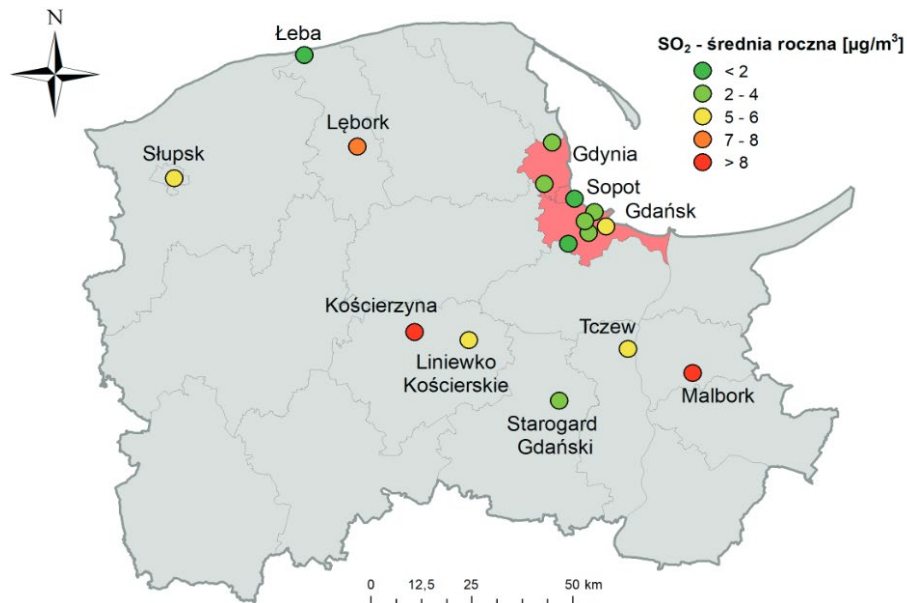 N
Łeba
SO₂ - średnia roczna [µg/m³]
< 2
2 - 4
5 - 6
7 - 8
> 8
Lębork
Słupsk
Gdynia
Sopot
Gdańsk
Kościerzyna
Liniewko
Kościerskie
Tczew
Malbork
Starogard
Gdański
0 12,5 25 50 km